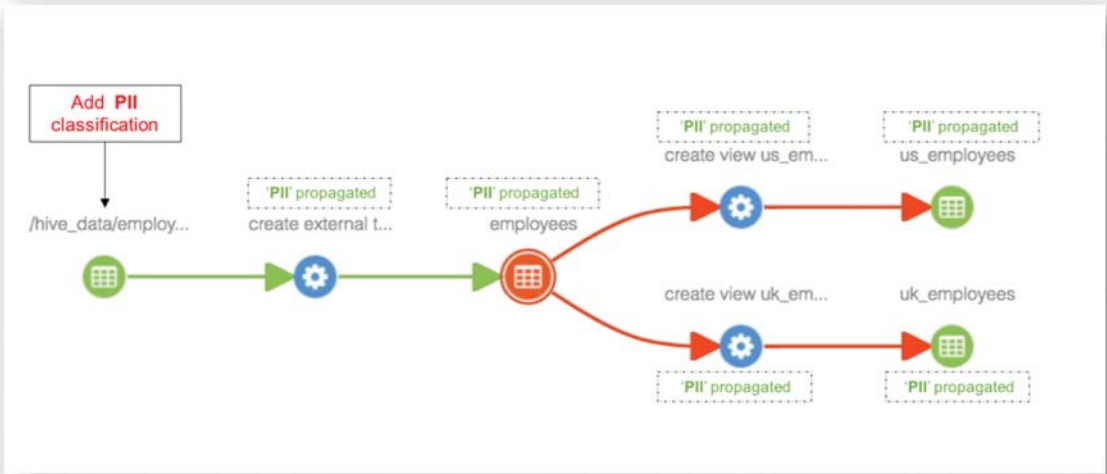 Add PII
classification
/hive_data/employ...
'PII' propagated
create external t...
'PII' propagated
employees
'PII' propagated
create view us_em...
'PII' propagated
us_employees
create view uk_em...
'PII' propagated
uk_employees
'PII' propagated